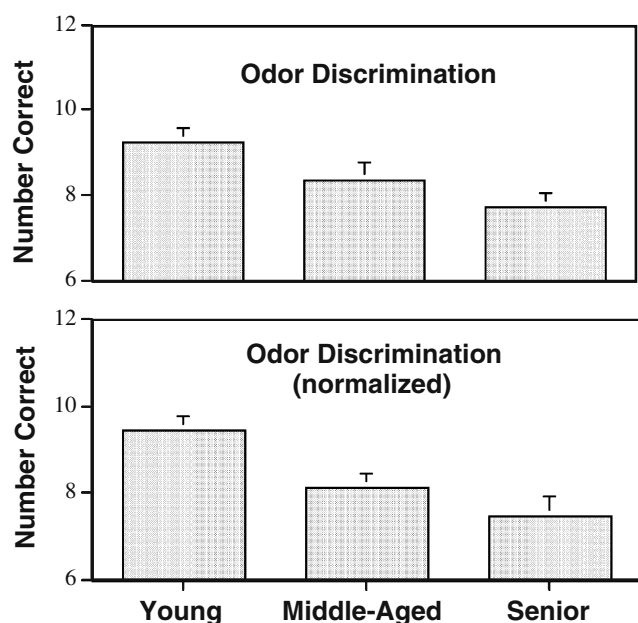 12
Odor Discrimination
10
8
6
Number Correct
12
Odor Discrimination
(normalized)
10
8
6
Number Correct
Young Middle-Aged Senior